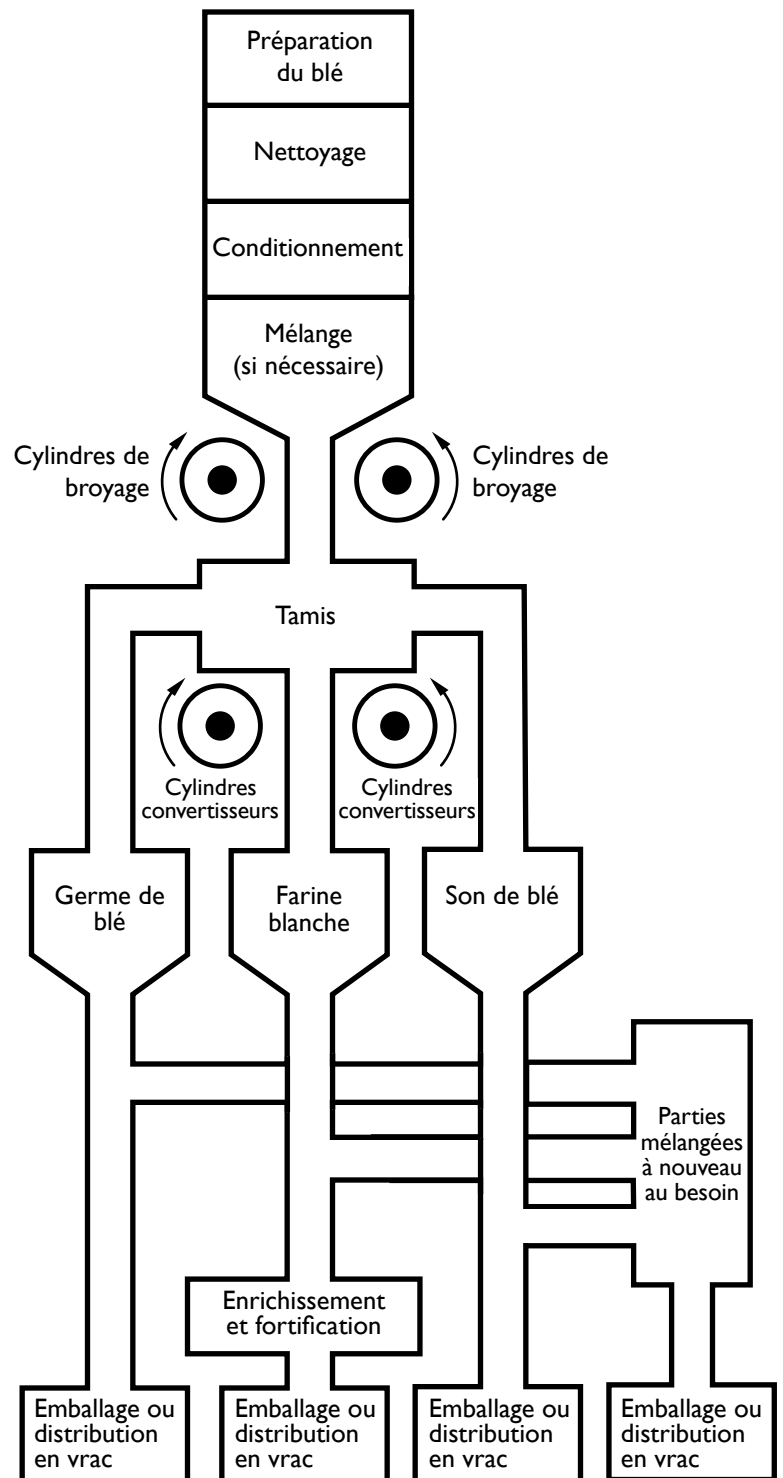 Préparation
du blé
Nettoyage
Conditionnement
Mélange
(si nécessaire)
Cylindres de
broyage
Cylindres de
broyage
Tamis
Cylindres
convertisseurs
Cylindres
convertisseurs
Germe de
blé
Farine
blanche
Son de blé
Parties
mélangées
à nouveau
au besoin
Enrichissement
et fortification
Emballage ou
distribution
en vrac
Emballage ou
distribution
en vrac
Emballage ou
distribution
en vrac
Emballage ou
distribution
en vrac